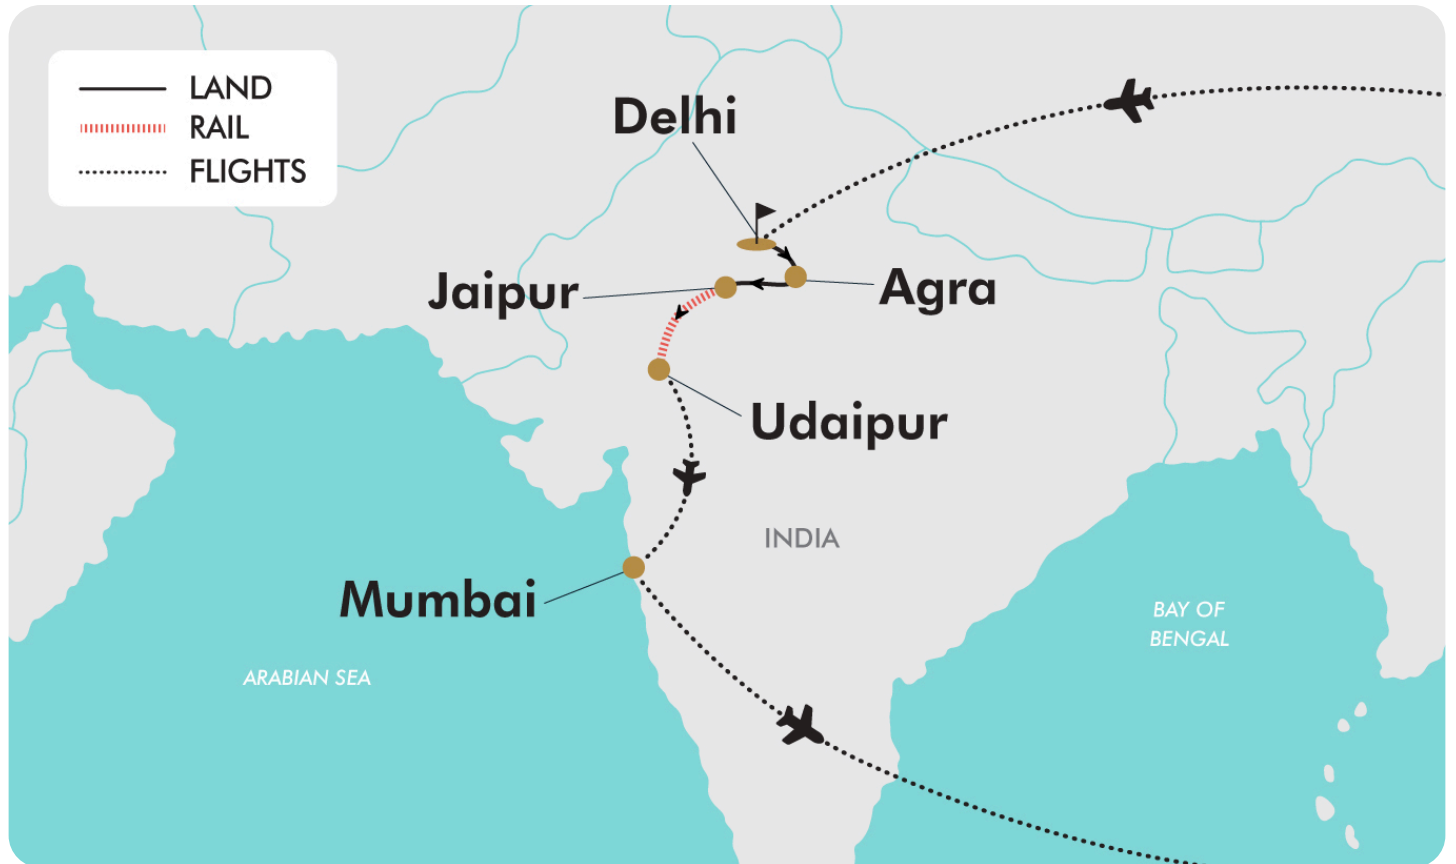 LAND
RAIL
FLIGHTS
Delhi
Jaipur
Agra
Udaipur
INDIA
Mumbai
BAY OF
BENGAL
ARABIAN SEA